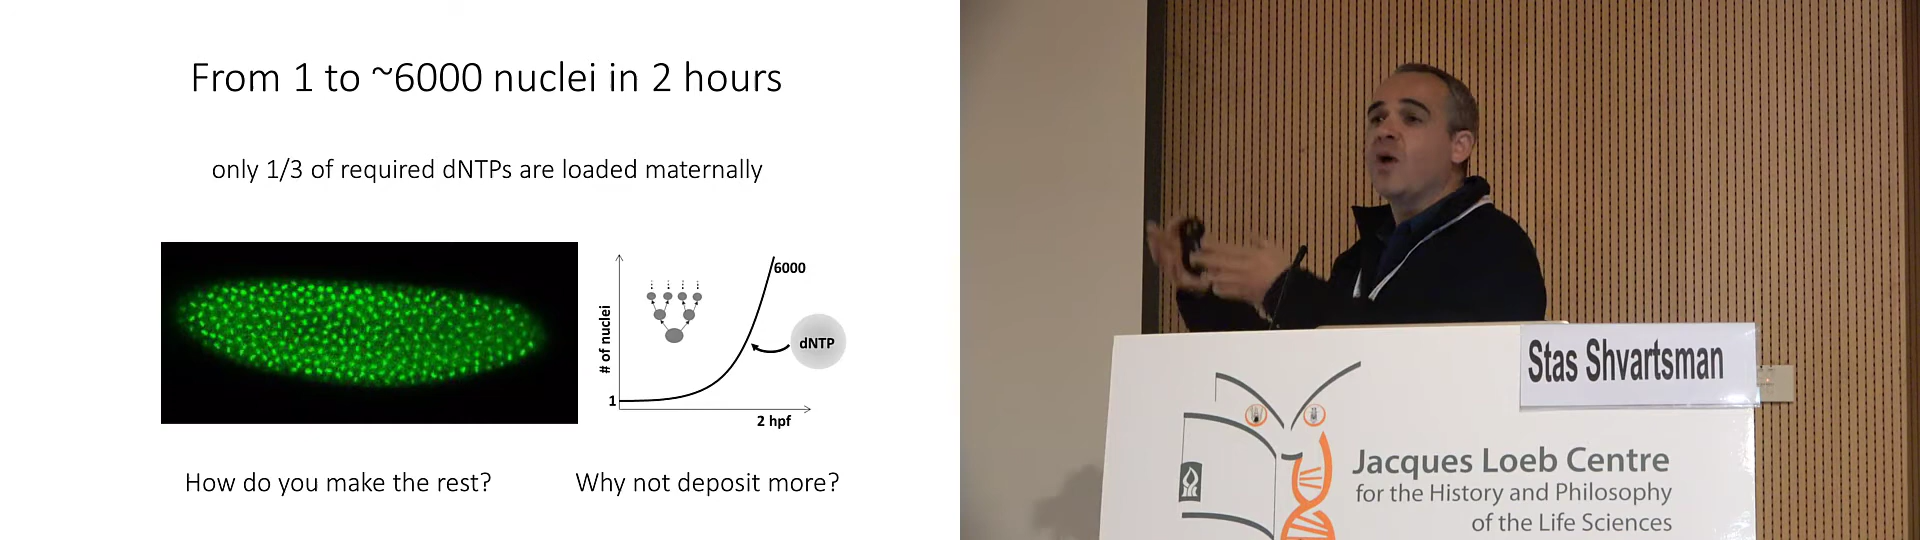 From 1 to ~6000 nuclei in 2 hours
only 1/3 of required dNTPs are loaded maternally
# of nuclei
6000
dNTP
1
2 hpf
How do you make the rest?
Why not deposit more?
Stas Shvartsman
Jacques Loeb Centre
for the History and Philosophy
of the Life Sciences